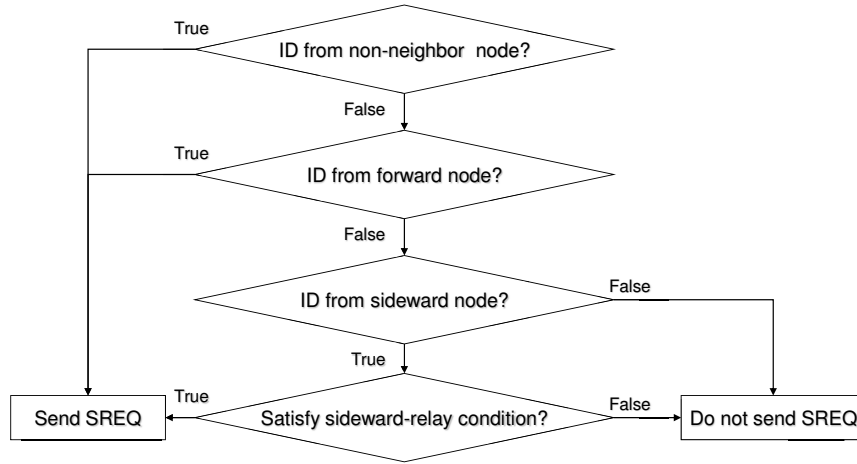 True
ID from non-neighbor node?
False
True
ID from forward node?
False
ID from sideward node?
False
True
True
Send SREQ
Satisfy sideward-relay condition?
False
Do not send SREQ